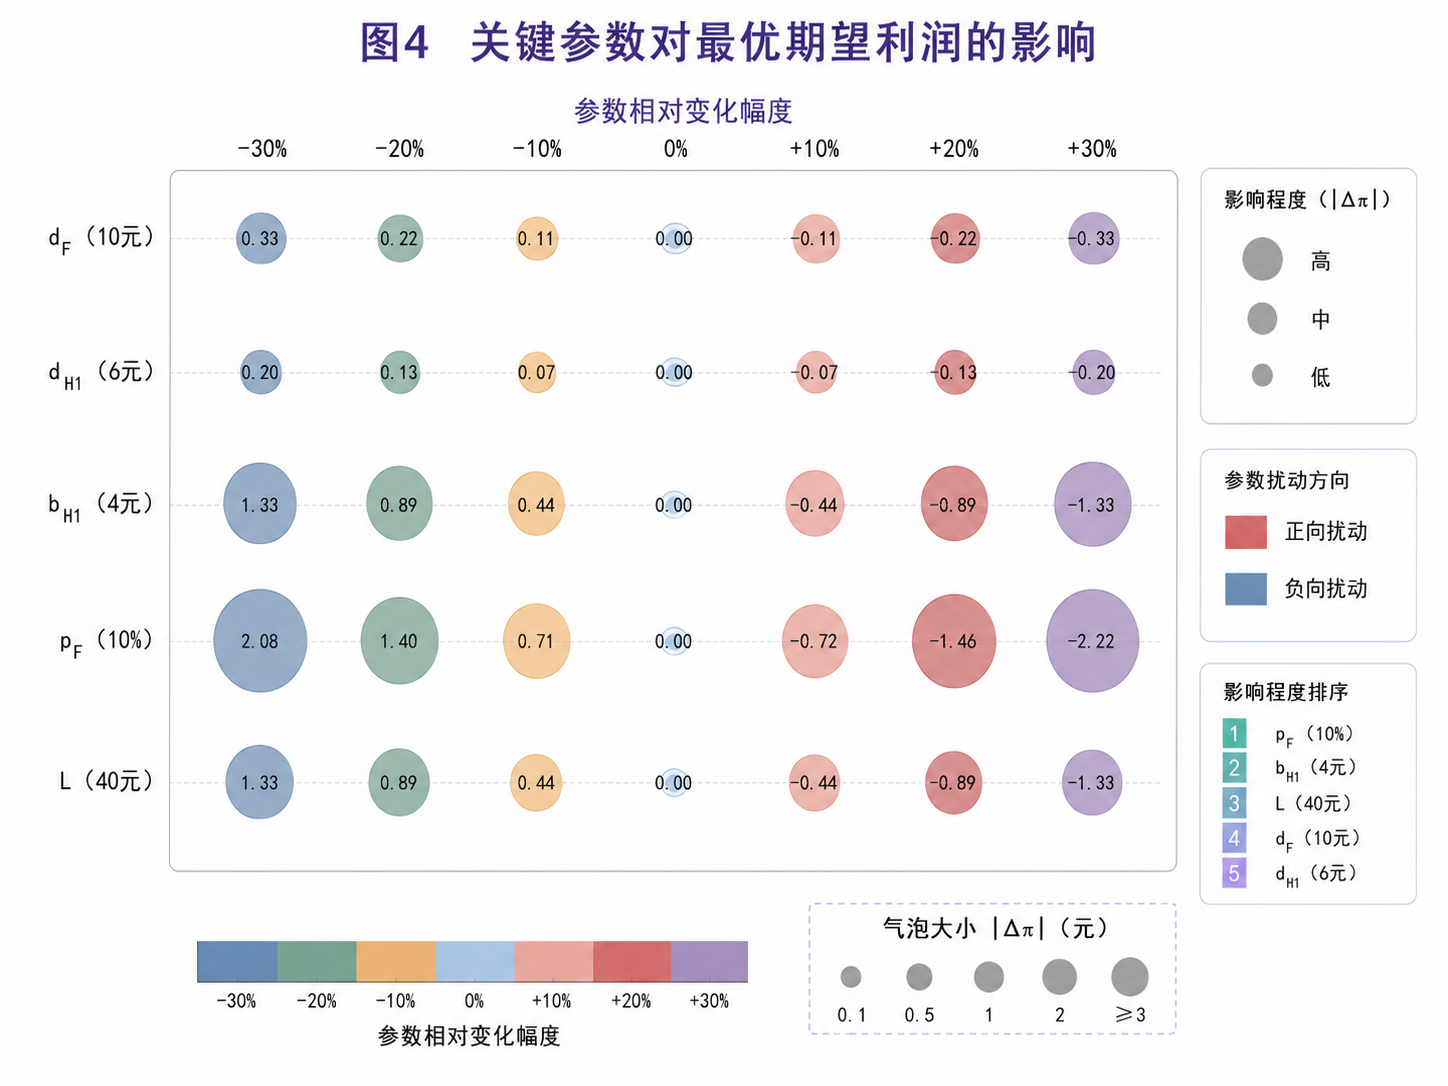 图4 关键参数对最优期望利润的影响
参数相对变化幅度
−30% −20% −10% 0% +10% +20% +30%
d_F（10元） 0.33 0.22 0.11 0.00 −0.11 −0.22 −0.33
d_H1（6元） 0.20 0.13 0.07 0.00 −0.07 −0.13 −0.20
b_H1（4元） 1.33 0.89 0.44 0.00 −0.44 −0.89 −1.33
p_F（10%） 2.08 1.40 0.71 0.00 −0.72 −1.46 −2.22
L（40元） 1.33 0.89 0.44 0.00 −0.44 −0.89 −1.33
影响程度（|Δπ|）
高
中
低
参数扰动方向
正向扰动
负向扰动
影响程度排序
1 p_F（10%）
2 b_H1（4元）
3 L（40元）
4 d_F（10元）
5 d_H1（6元）
−30% −20% −10% 0% +10% +20% +30%
参数相对变化幅度
气泡大小 |Δπ|（元）
0.1 0.5 1 2 ≥3